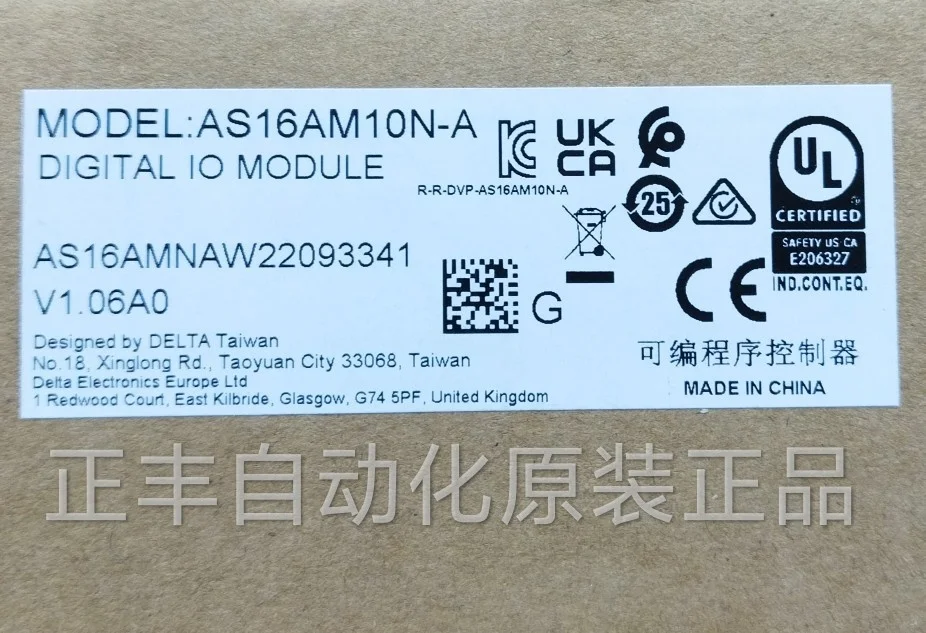 MODEL:AS16AM10N-A
DIGITAL IO MODULE
UK
CA
R-R-DVP-AS16AM10N-A
25
UL
CERTIFIED
SAFETY US CA
E206327
IND.CONT.EQ.
AS16AMNAW22093341
V1.06A0
G
CE
Designed by DELTA Taiwan
No.18, Xinglong Rd., Taoyuan City 33068, Taiwan
Delta Electronics Europe Ltd
1 Redwood Court, East Kilbride, Glasgow, G74 5PF, United Kingdom
可编程序控制器
MADE IN CHINA
正丰自动化原装正品